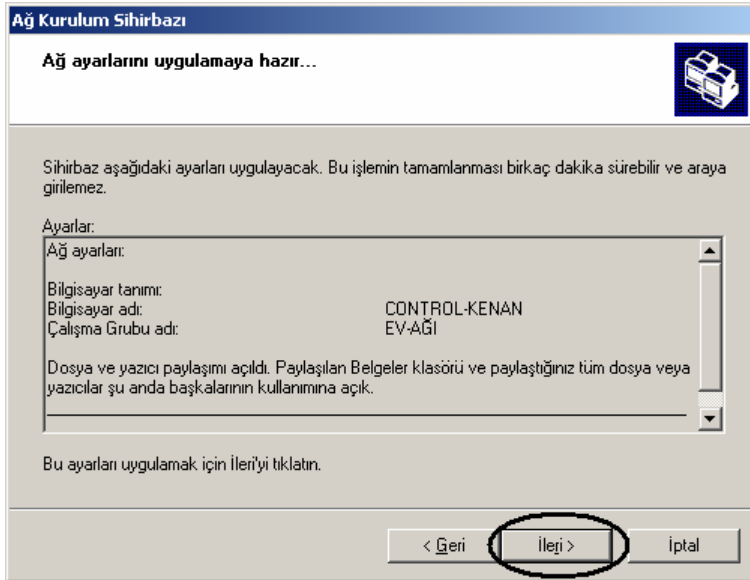 Ağ Kurulum Sihirbazı
Ağ ayarlarını uygulamaya hazır...
Sihirbaz aşağıdaki ayarları uygulayacak. Bu işlemin tamamlanması birkaç dakika sürebilir ve araya
girilemez.
Ayarlar:
Ağ ayarları:
Bilgisayar tanımı:
Bilgisayar adı: CONTROL-KENAN
Çalışma Grubu adı: EV-AĞI
Dosya ve yazıcı paylaşımı açıldı. Paylaşılan Belgeler klasörü ve paylaştığınız tüm dosya veya
yazıcılar şu anda başkalarının kullanımına açık.
Bu ayarları uygulamak için İleri'yi tıklatın.
< Geri İleri > İptal